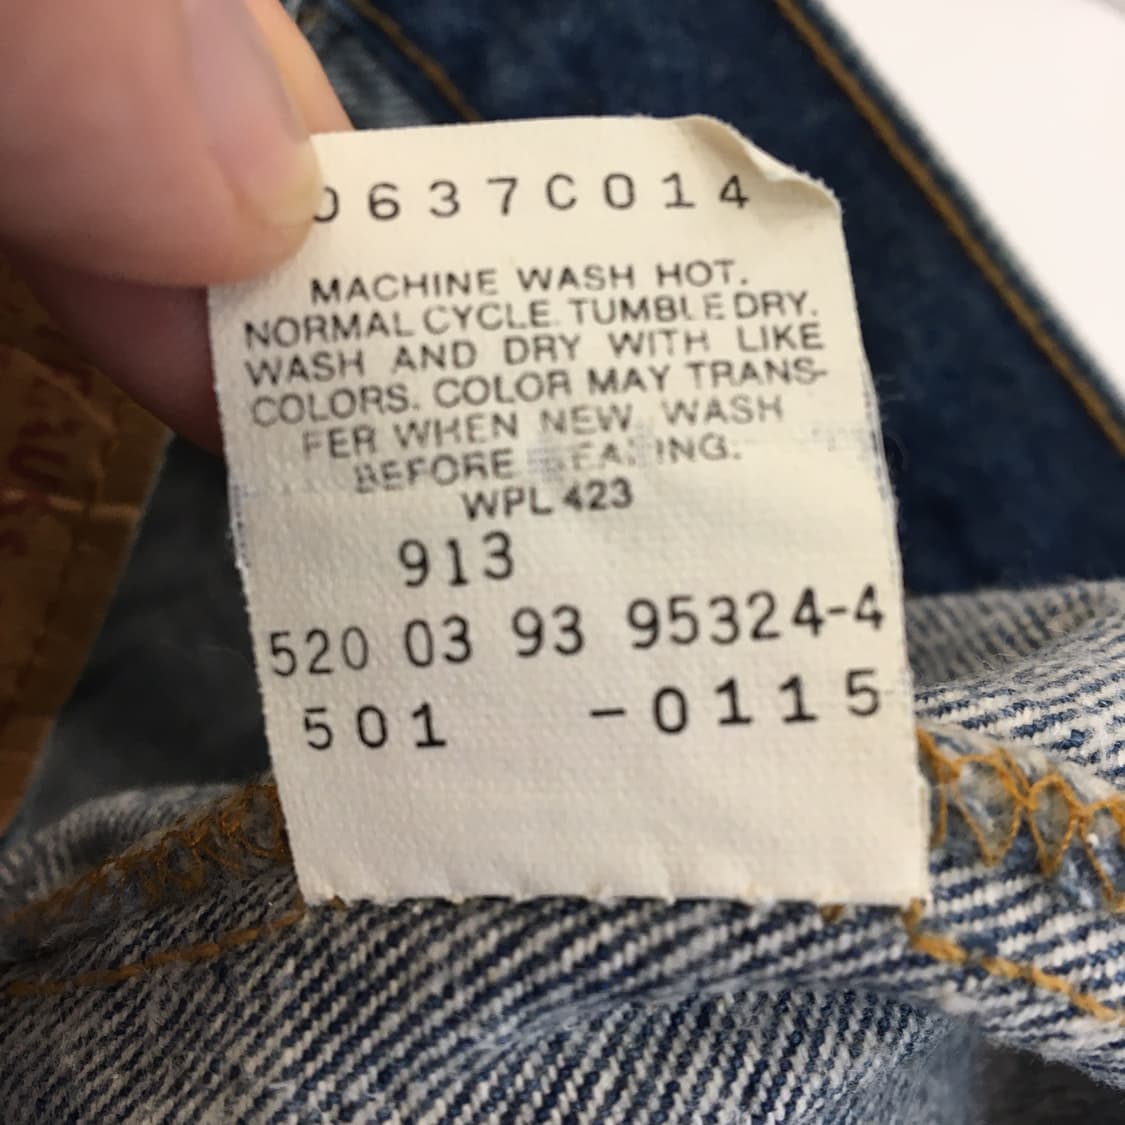 0637C014
MACHINE WASH HOT.
NORMAL CYCLE. TUMBLE DRY.
WASH AND DRY WITH LIKE
COLORS. COLOR MAY TRANS-
FER WHEN NEW. WASH
BEFORE
WPL 423
913
520 03 93 95324-4
501 -0115